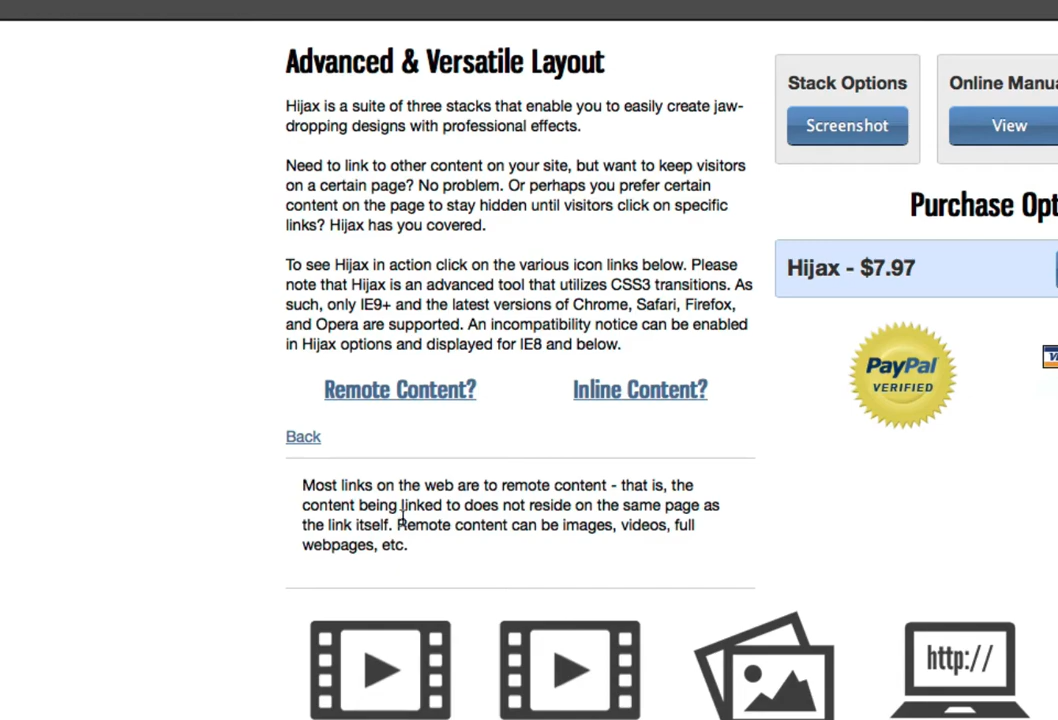 Advanced & Versatile Layout
Hijax is a suite of three stacks that enable you to easily create jaw-
dropping designs with professional effects.
Need to link to other content on your site, but want to keep visitors
on a certain page? No problem. Or perhaps you prefer certain
content on the page to stay hidden until visitors click on specific
links? Hijax has you covered.
To see Hijax in action click on the various icon links below. Please
note that Hijax is an advanced tool that utilizes CSS3 transitions. As
such, only IE9+ and the latest versions of Chrome, Safari, Firefox,
and Opera are supported. An incompatibility notice can be enabled
in Hijax options and displayed for IE8 and below.
Remote Content?
Inline Content?
Back
Most links on the web are to remote content - that is, the
content being linked to does not reside on the same page as
the link itself. Remote content can be images, videos, full
webpages, etc.
http://
Stack Options
Screenshot
Online Manua
View
Purchase Opt
Hijax - $7.97
PayPal
VERIFIED